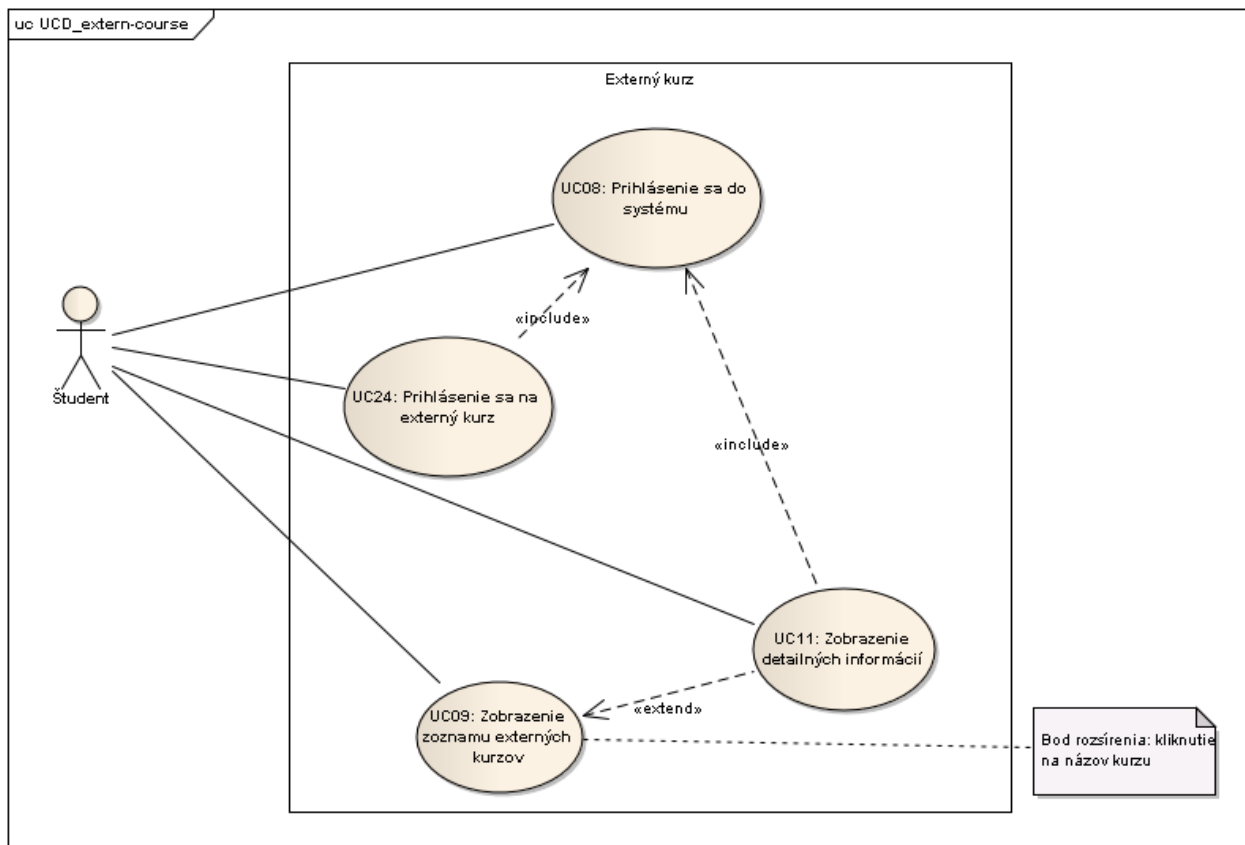 uc UCD_extern-course
Externý kurz
UC08: Prihlásenie sa do
systému
«include»
UC24: Prihlásenie sa na
externý kurz
Študent
«include»
UC11: Zobrazenie
detailných informácií
«extend»
UC09: Zobrazenie
zoznamu externých
kurzov
Bod rozsírenia: kliknutie
na názov kurzu